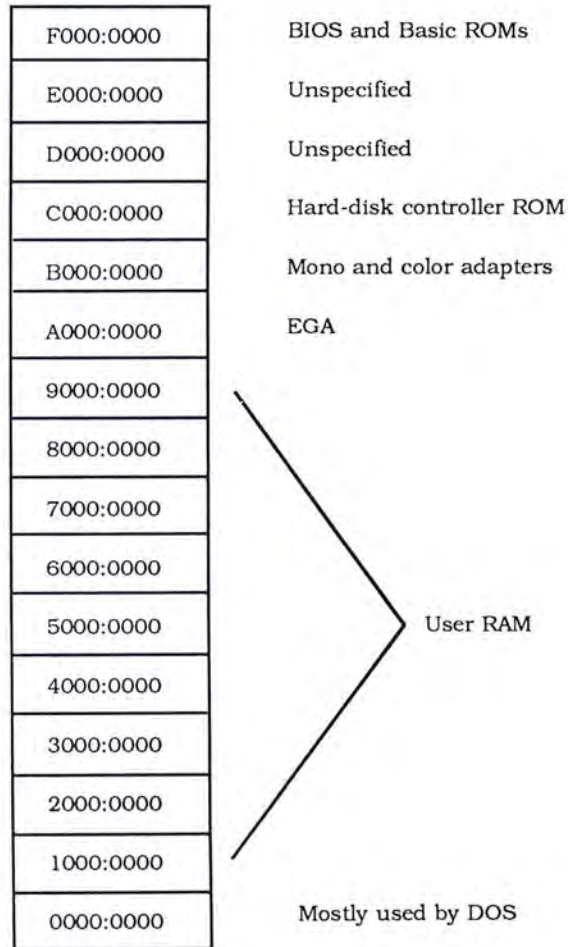 F000:0000 BIOS and Basic ROMs
E000:0000 Unspecified
D000:0000 Unspecified
C000:0000 Hard-disk controller ROM
B000:0000 Mono and color adapters
A000:0000 EGA
9000:0000
8000:0000
7000:0000
6000:0000
5000:0000 User RAM
4000:0000
3000:0000
2000:0000
1000:0000
0000:0000 Mostly used by DOS